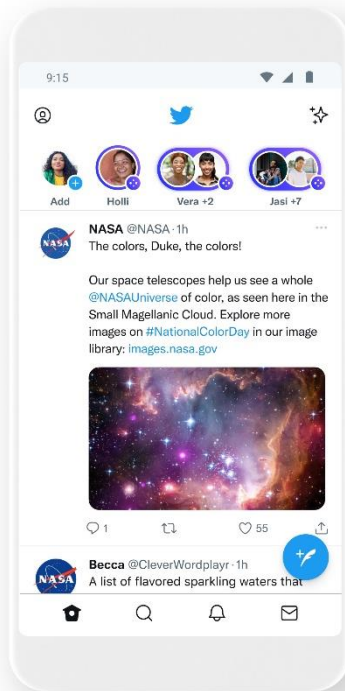 9:15
Add
Holli
Vera +2
Jasi +7
NASA @NASA · 1h
The colors, Duke, the colors!
Our space telescopes help us see a whole
@NASAUniverse of color, as seen here in the
Small Magellanic Cloud. Explore more
images on #NationalColorDay in our image
library: images.nasa.gov
NASA
1
55
Becca @CleverWordplayr · 1h
A list of flavored sparkling waters that
NASA